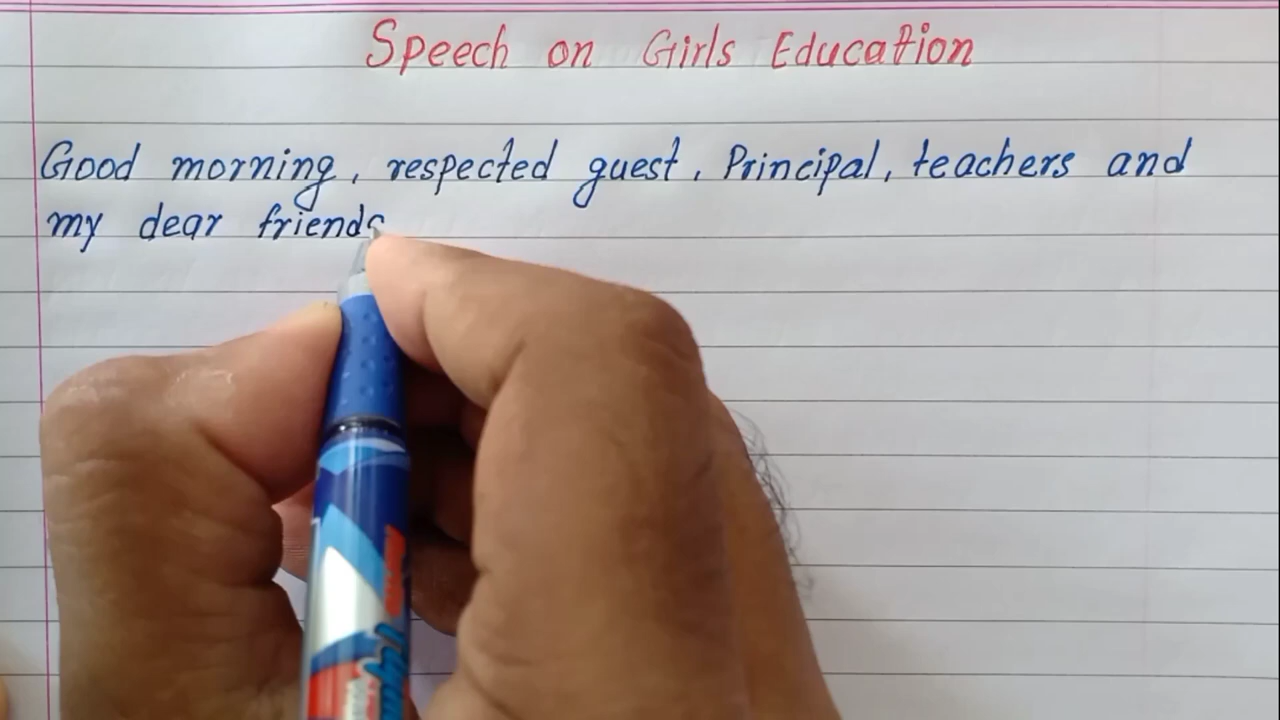 Speech on Girls Education
Good morning, respected guest, Principal, teachers and
my dear friends